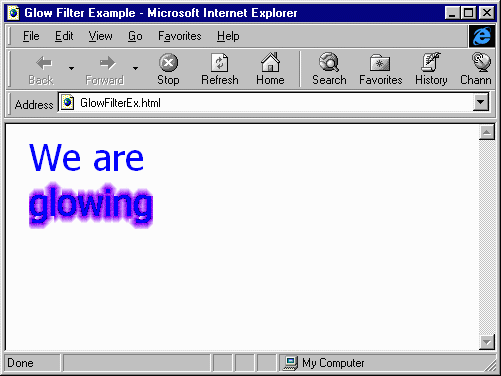 Glow Filter Example - Microsoft Internet Explorer
File Edit View Go Favorites Help
Back Forward Stop Refresh Home Search Favorites History Chann
Address GlowFilterEx.html
We are
glowing
Done My Computer